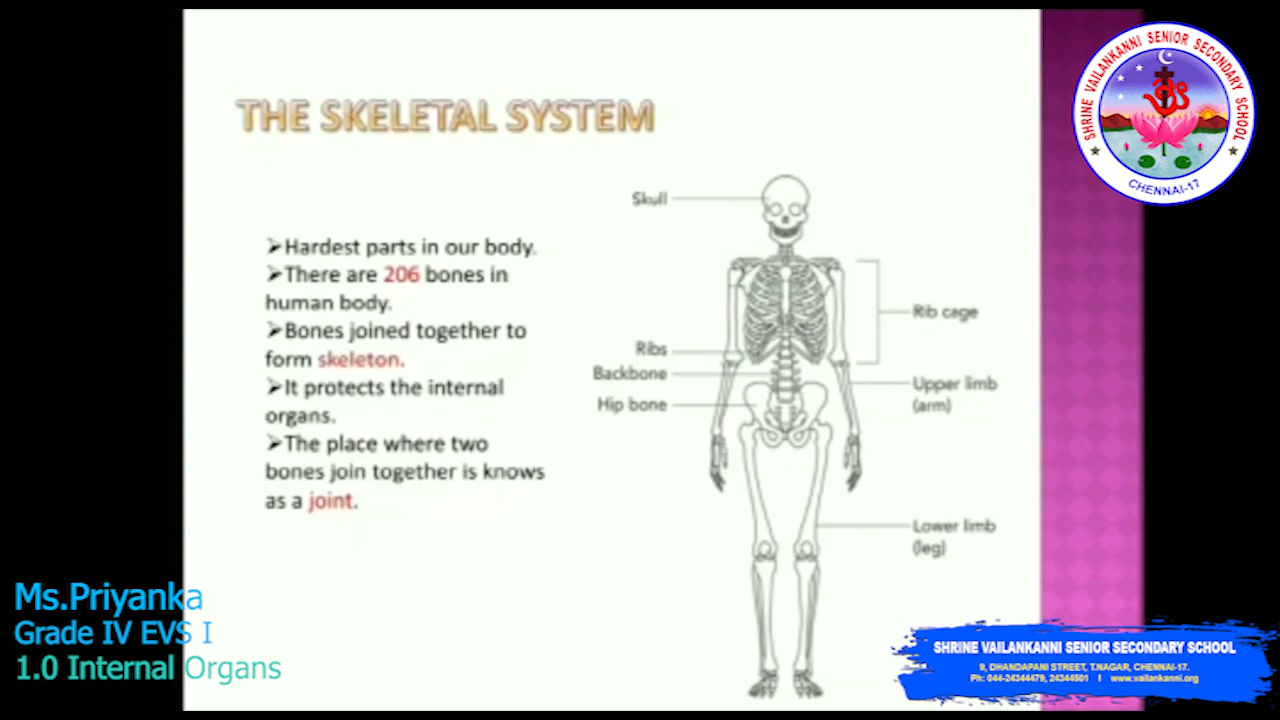 THE SKELETAL SYSTEM
➢Hardest parts in our body.
➢There are 206 bones in
human body.
➢Bones joined together to
form skeleton.
➢It protects the internal
organs.
➢The place where two
bones join together is knows
as a joint.
Skull
Rib cage
Ribs
Backbone
Hip bone
Upper limb
(arm)
Lower limb
(leg)
SHRINE VAILANKANNI SENIOR SECONDARY SCHOOL
CHENNAI-17
Ms.Priyanka
Grade IV EVS I
1.0 Internal Organs
SHRINE VAILANKANNI SENIOR SECONDARY SCHOOL
9, DHANDAPANI STREET, T.NAGAR, CHENNAI-17.
Ph: 044-24344479, 24344501 I www.vailankanni.org